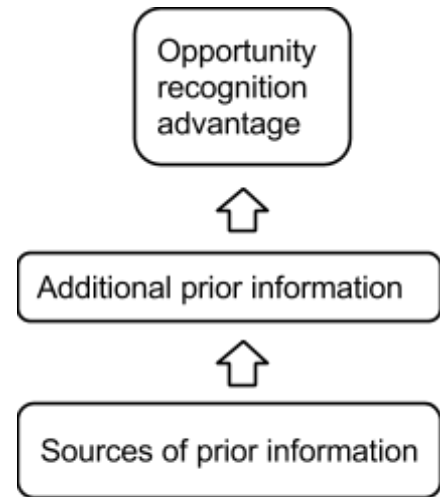 Opportunity
recognition
advantage
Additional prior information
Sources of prior information